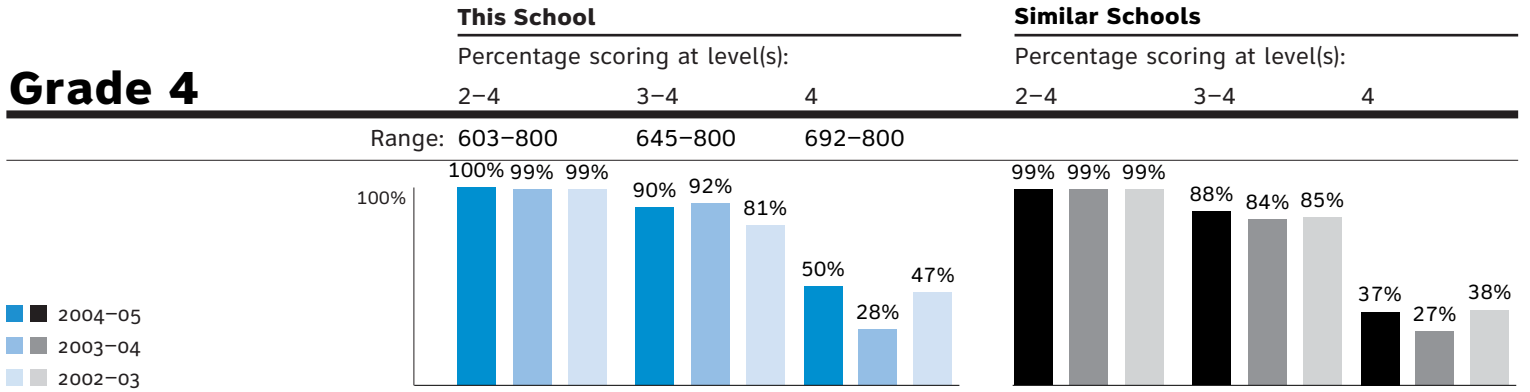 This School
Similar Schools
Percentage scoring at level(s):
Percentage scoring at level(s):
Grade 4
2–4 3–4 4
2–4 3–4 4
Range: 603–800 645–800 692–800
100%
100% 99% 99%
90% 92% 81%
50% 28% 47%
99% 99% 99%
88% 84% 85%
37% 27% 38%
2004–05
2003–04
2002–03